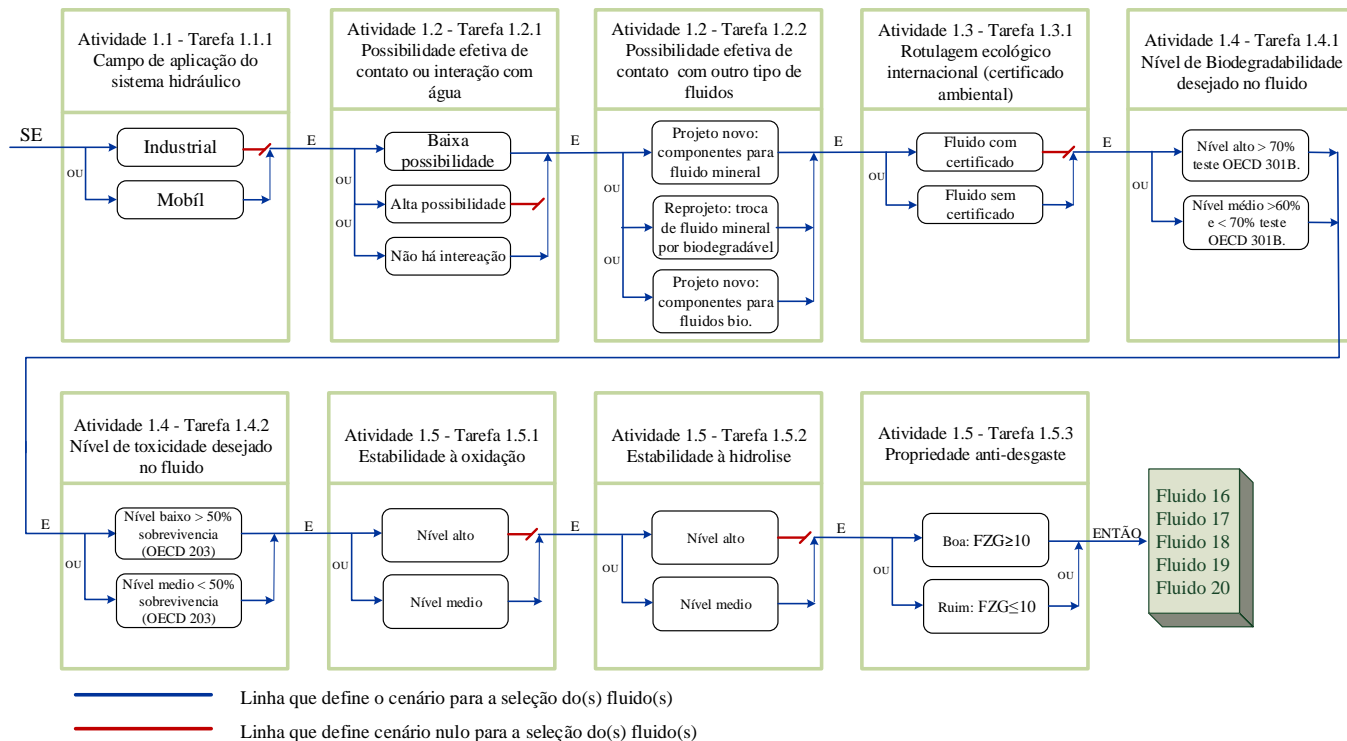 Atividade 1.1 - Tarefa 1.1.1
Campo de aplicação do
sistema hidráulico
SE
Industrial
OU
Mobíl
E
Atividade 1.2 - Tarefa 1.2.1
Possibilidade efetiva de
contato ou interação com
água
Baixa
possibilidade
OU
Alta possibilidade
OU
Não há intereação
E
Atividade 1.2 - Tarefa 1.2.2
Possibilidade efetiva de
contato com outro tipo de
fluidos
Projeto novo:
componentes para
fluido mineral
OU
Reprojeto: troca
de fluido mineral
por biodegradável
OU
Projeto novo:
componentes para
fluidos bio.
E
Atividade 1.3 - Tarefa 1.3.1
Rotulagem ecológico
internacional (certificado
ambiental)
Fluido com
certificado
OU
Fluido sem
certificado
E
Atividade 1.4 - Tarefa 1.4.1
Nível de Biodegradabilidade
desejado no fluido
Nível alto > 70%
teste OECD 301B.
OU
Nível médio >60%
e < 70% teste
OECD 301B.
Atividade 1.4 - Tarefa 1.4.2
Nível de toxicidade desejado
no fluido
E
Nível baixo > 50%
sobrevivencia
(OECD 203)
OU
Nível medio < 50%
sobrevivencia
(OECD 203)
E
Atividade 1.5 - Tarefa 1.5.1
Estabilidade à oxidação
Nível alto
OU
Nível medio
E
Atividade 1.5 - Tarefa 1.5.2
Estabilidade à hidrolise
Nível alto
OU
Nível medio
E
Atividade 1.5 - Tarefa 1.5.3
Propriedade anti-desgaste
Boa: FZG≥10
OU
OU
Ruim: FZG≤10
ENTÃO
Fluido 16
Fluido 17
Fluido 18
Fluido 19
Fluido 20
Linha que define o cenário para a seleção do(s) fluido(s)
Linha que define cenário nulo para a seleção do(s) fluido(s)